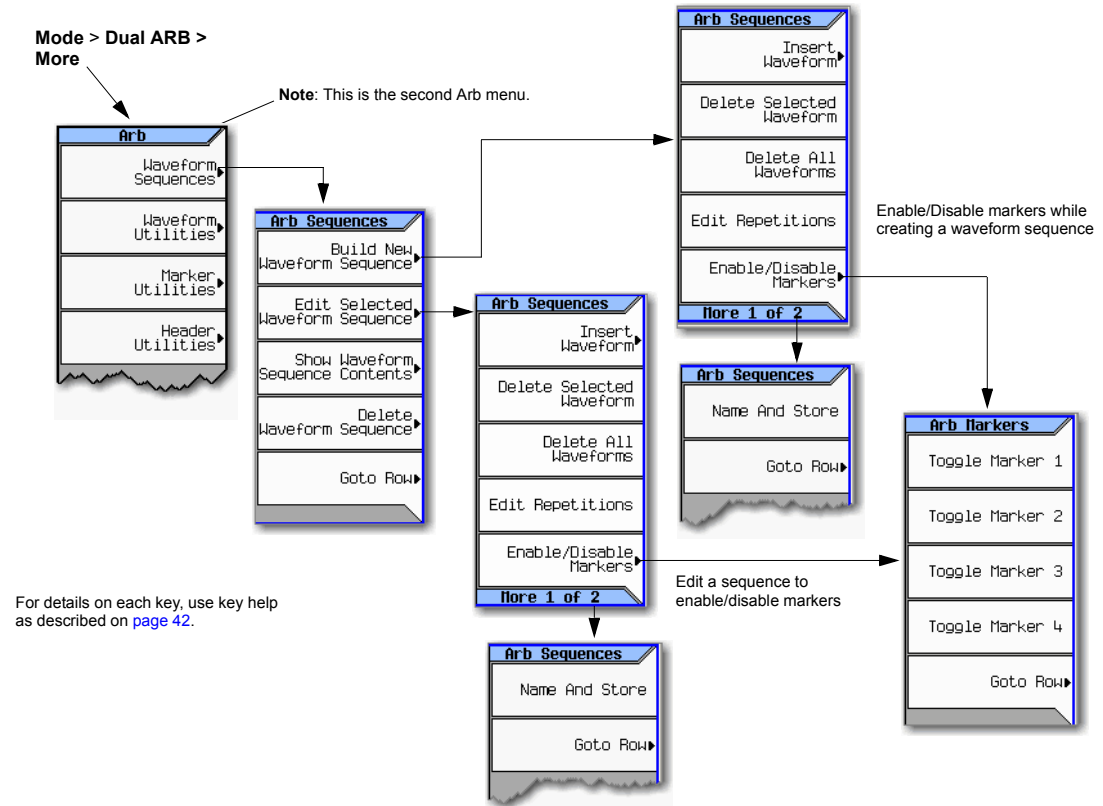 Mode > Dual ARB >
More
Note: This is the second Arb menu.
Arb
Waveform
Sequences
Waveform
Utilities
Marker
Utilities
Header
Utilities
Arb Sequences
Build New
Waveform Sequence
Edit Selected
Waveform Sequence
Show Waveform
Sequence Contents
Delete
Waveform Sequence
Goto Row
Arb Sequences
Insert
Waveform
Delete Selected
Waveform
Delete All
Waveforms
Edit Repetitions
Enable/Disable
Markers
More 1 of 2
Arb Sequences
Name And Store
Goto Row
Arb Sequences
Insert
Waveform
Delete Selected
Waveform
Delete All
Waveforms
Edit Repetitions
Enable/Disable
Markers
More 1 of 2
Arb Sequences
Name And Store
Goto Row
Enable/Disable markers while
creating a waveform sequence
Edit a sequence to
enable/disable markers
Arb Markers
Toggle Marker 1
Toggle Marker 2
Toggle Marker 3
Toggle Marker 4
Goto Row
For details on each key, use key help
as described on page 42.